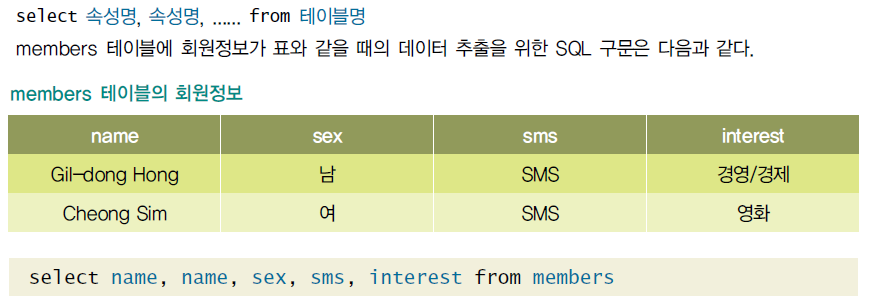 select 속성명, 속성명, …… from 테이블명
members 테이블에 회원정보가 표와 같을 때의 데이터 추출을 위한 SQL 구문은 다음과 같다.
members 테이블의 회원정보
name sex sms interest
Gil-dong Hong 남 SMS 경영/경제
Cheong Sim 여 SMS 영화
select name, name, sex, sms, interest from members